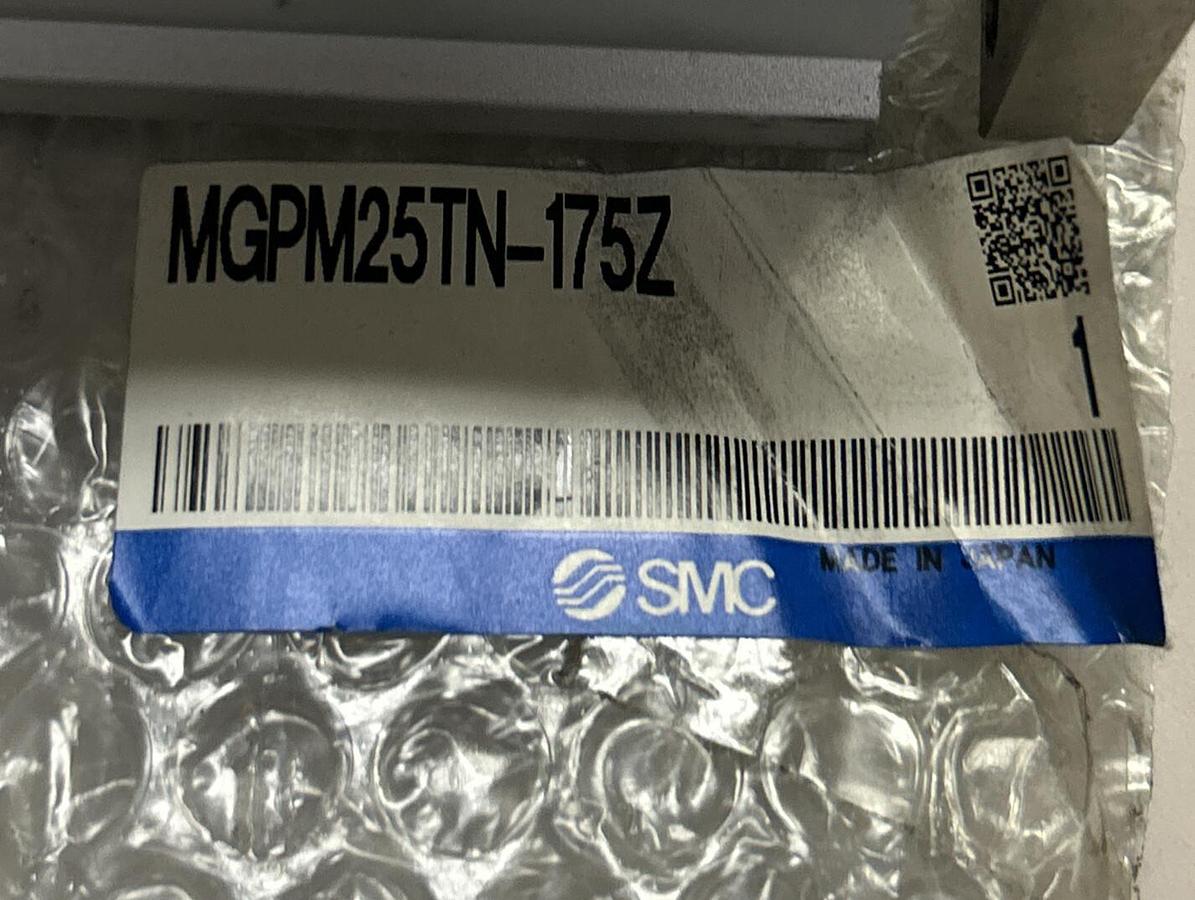 MGPM25TN-175Z
1
SMC
MADE IN JAPAN